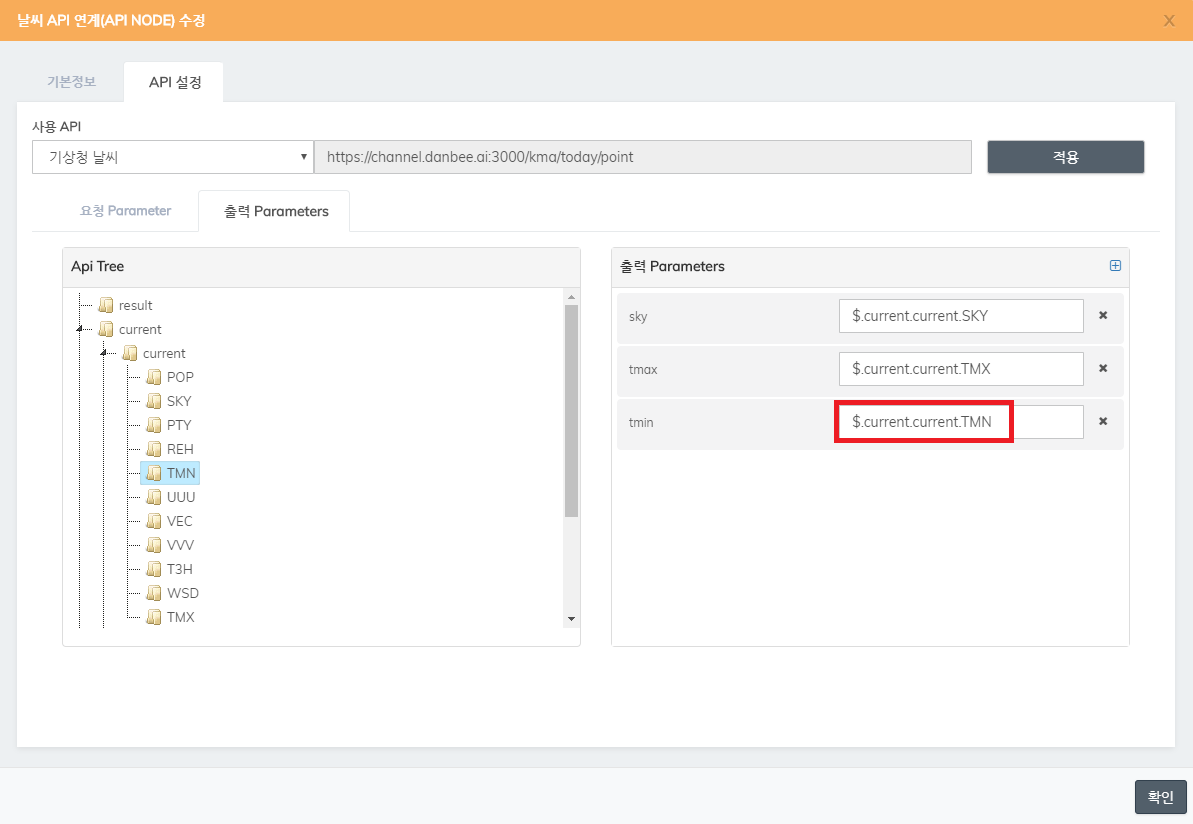 날씨 API 연계(API NODE) 수정
X
기본정보
API 설정
사용 API
기상청 날씨
https://channel.danbee.ai:3000/kma/today/point
적용
요청 Parameter
출력 Parameters
Api Tree
result
current
current
POP
SKY
PTY
REH
TMN
UUU
VEC
VVV
T3H
WSD
TMX
출력 Parameters
sky
$.current.current.SKY
tmax
$.current.current.TMX
tmin
$.current.current.TMN
확인